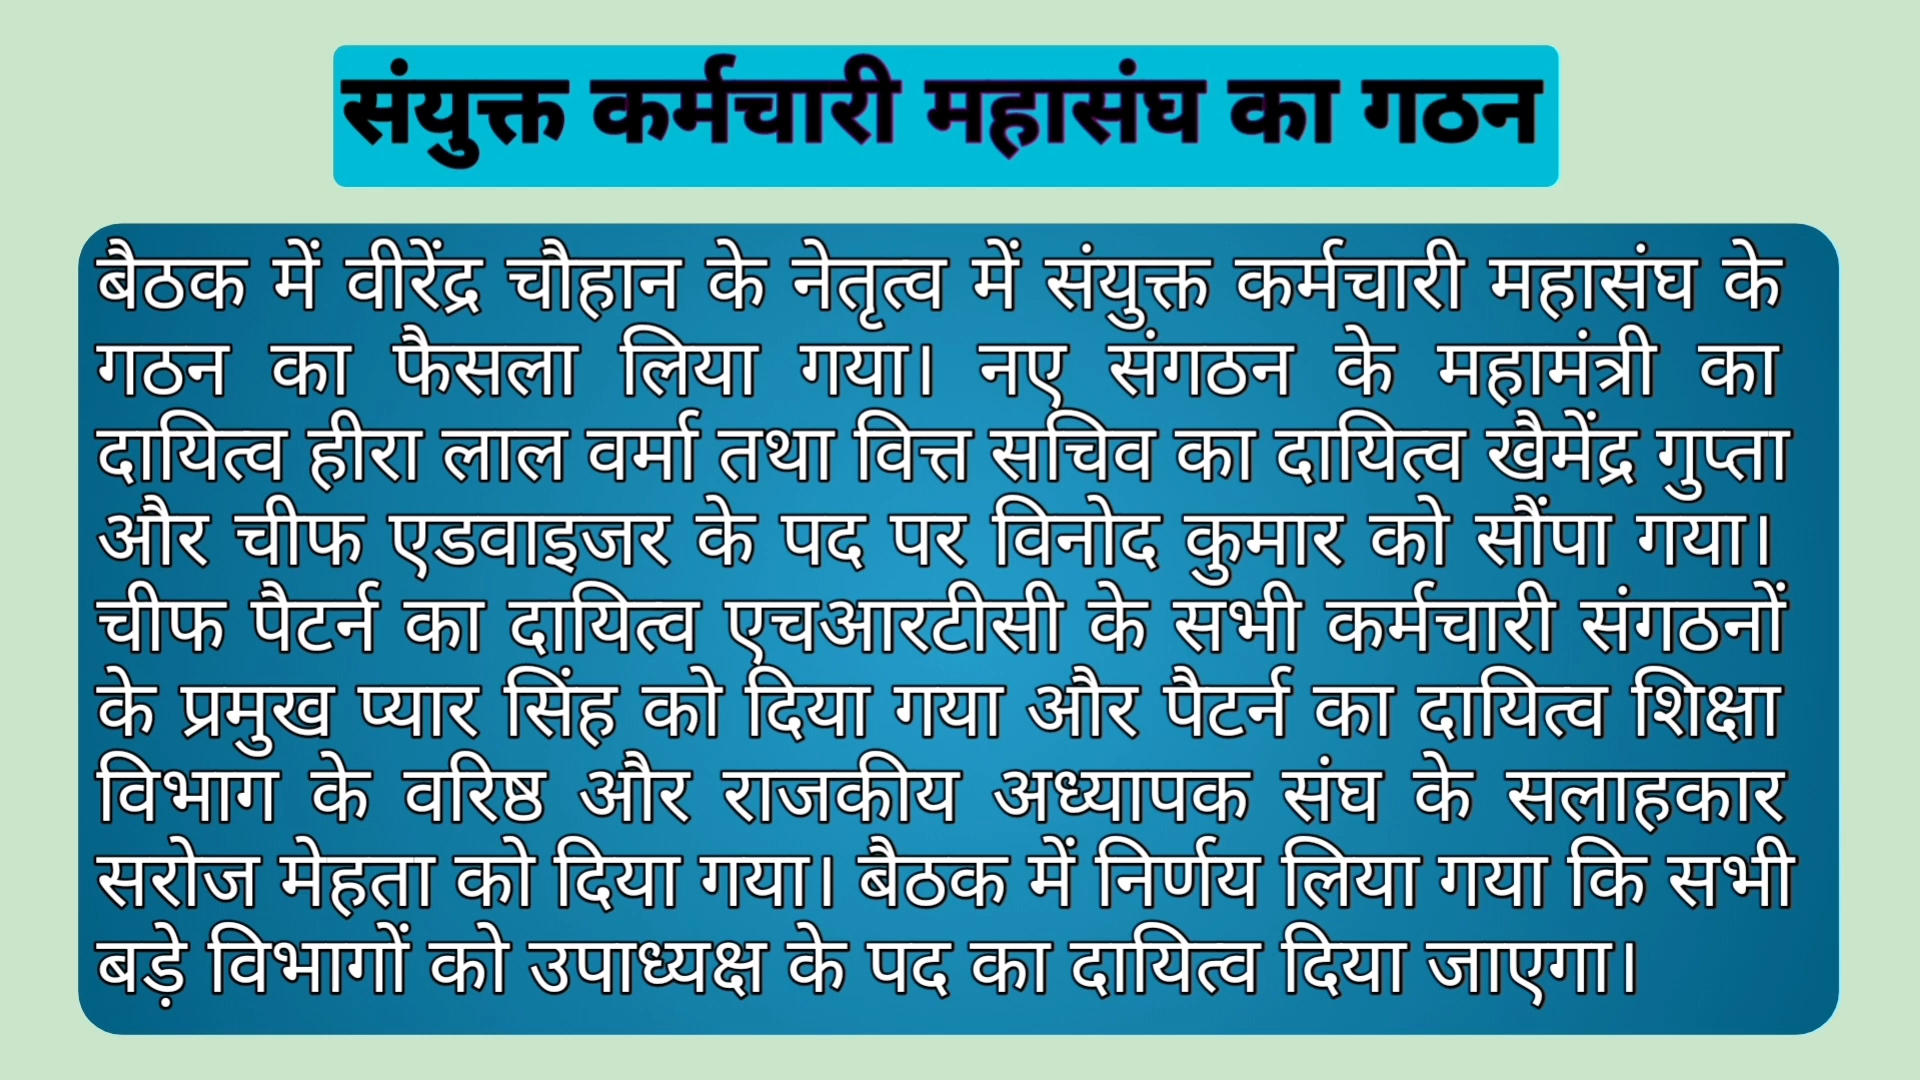 संयुक्त कर्मचारी महासंघ का गठन
बैठक में वीरेंद्र चौहान के नेतृत्व में संयुक्त कर्मचारी महासंघ के
गठन का फैसला लिया गया। नए संगठन के महामंत्री का
दायित्व हीरा लाल वर्मा तथा वित्त सचिव का दायित्व खैमेंद्र गुप्ता
और चीफ एडवाइजर के पद पर विनोद कुमार को सौंपा गया।
चीफ पैटर्न का दायित्व एचआरटीसी के सभी कर्मचारी संगठनों
के प्रमुख प्यार सिंह को दिया गया और पैटर्न का दायित्व शिक्षा
विभाग के वरिष्ठ और राजकीय अध्यापक संघ के सलाहकार
सरोज मेहता को दिया गया। बैठक में निर्णय लिया गया कि सभी
बड़े विभागों को उपाध्यक्ष के पद का दायित्व दिया जाएगा।